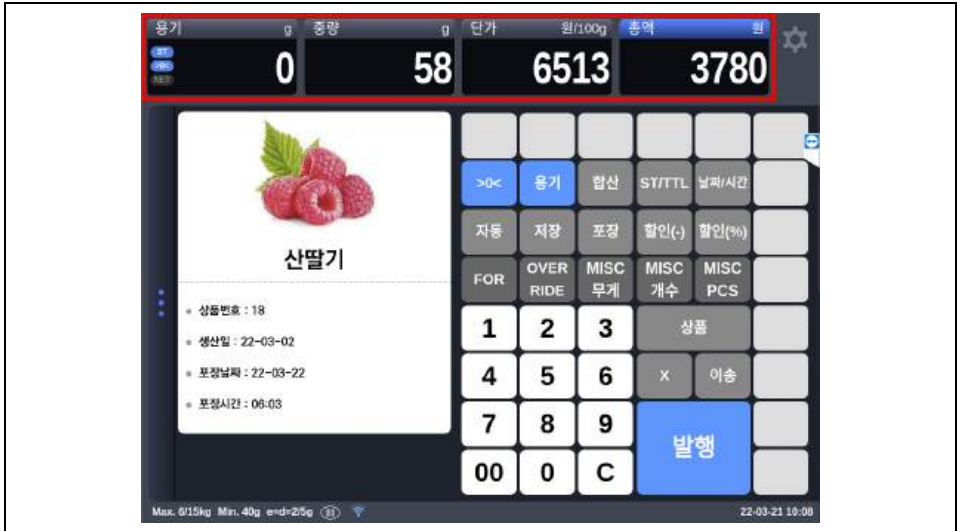 용기 g 중량 g 단가 원/100g 총액 원
ST
>0<
NET
0 58 6513 3780
>0< 용기 합산 ST/TTL 날짜/시간
자동 저장 포장 할인(-) 할인(%)
산딸기
FOR OVER RIDE MISC 무게 MISC 개수 MISC PCS
상품번호 : 18
생산일 : 22-03-02
포장날짜 : 22-03-22
포장시간 : 06:03
1 2 3 상품
4 5 6 X 이송
7 8 9 발행
00 0 C
Max. 6/15kg Min. 40g e=d=2/5g III 22-03-21 10:08